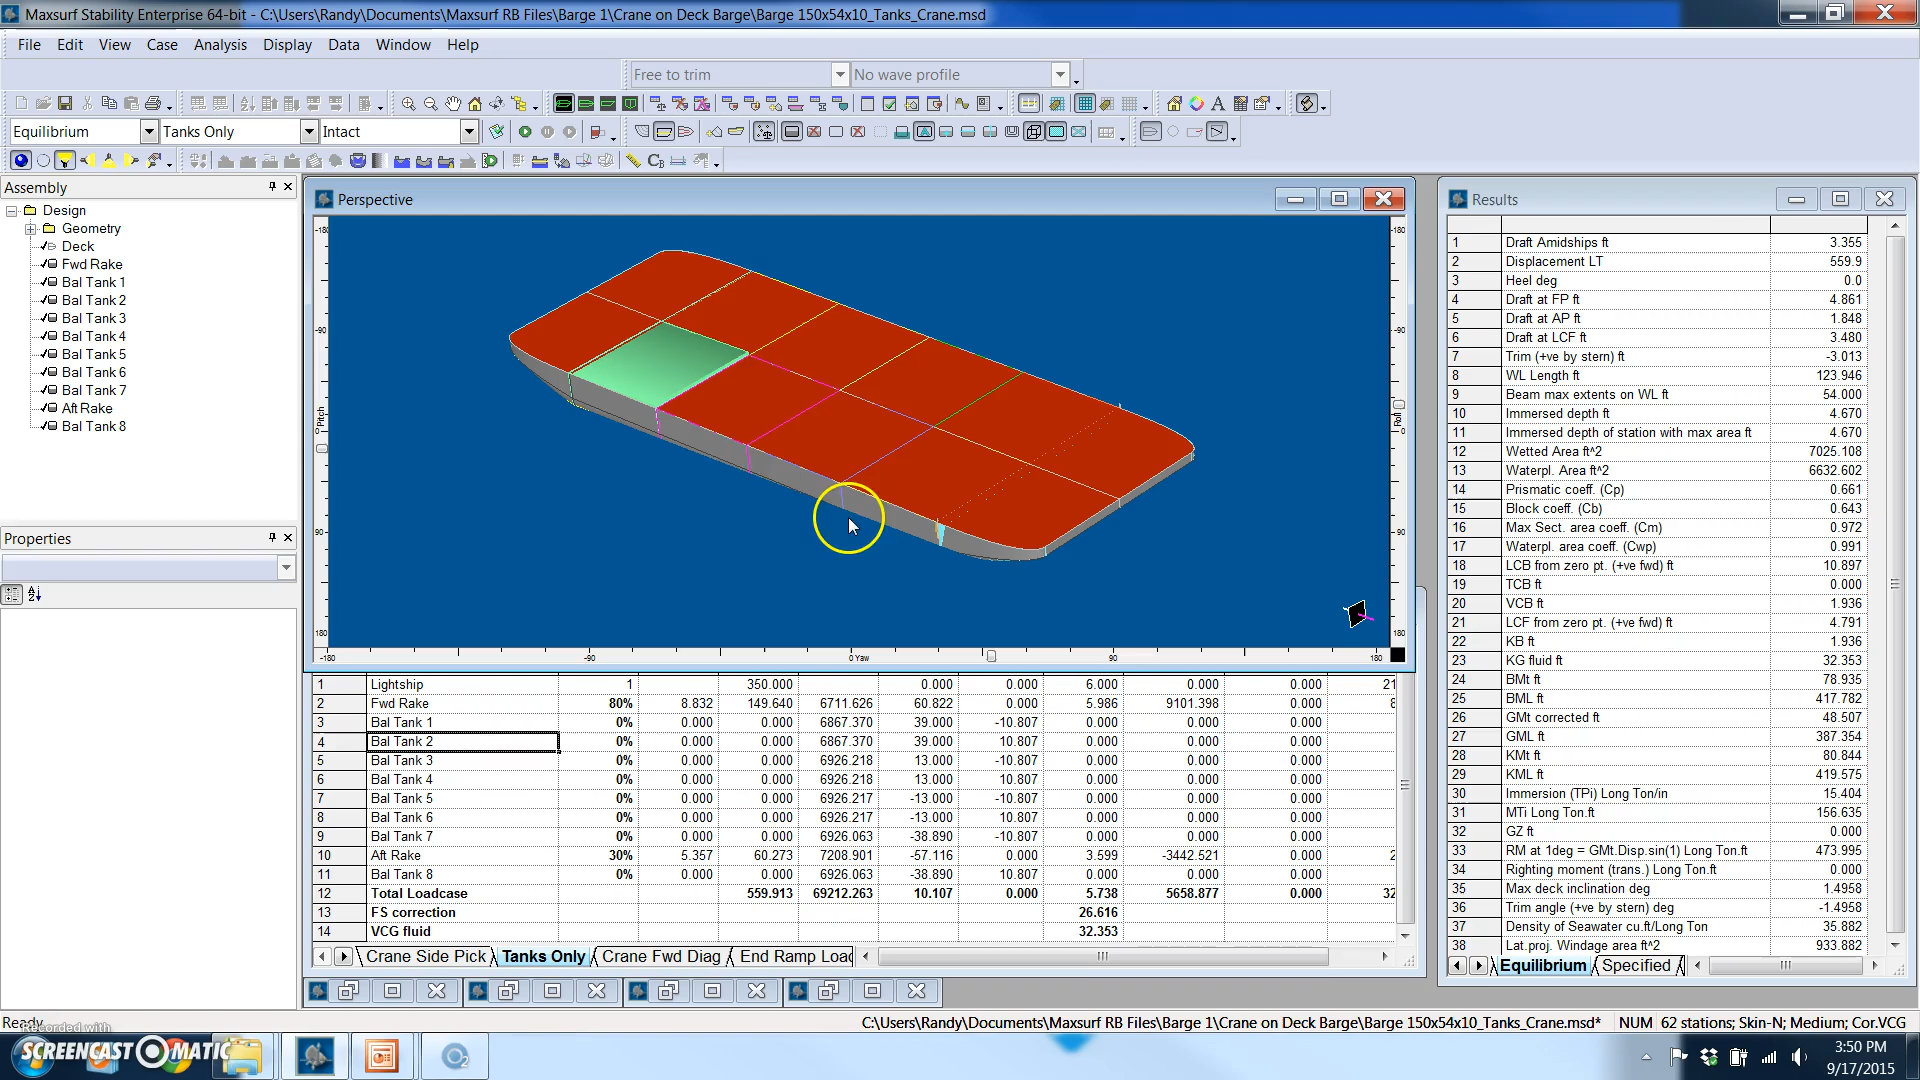 Maxsurf Stability Enterprise 64-bit - C:\Users\Randy\Documents\Maxsurf RB Files\Barge 1\Crane on Deck Barge\Barge 150x54x10_Tanks_Crane.msd
File Edit View Case Analysis Display Data Window Help
Free to trim No wave profile
Equilibrium Tanks Only Intact
Assembly
Design
Geometry
Deck
Fwd Rake
Bal Tank 1
Bal Tank 2
Bal Tank 3
Bal Tank 4
Bal Tank 5
Bal Tank 6
Bal Tank 7
Aft Rake
Bal Tank 8
Properties
Perspective
-180 -180
-90 -90
Pitch 0 Roll 0
90 90
180 180
-180 -90 0 Yaw 90 180
1 Lightship 1 350.000 0.000 0.000 6.000 0.000 0.000 21
2 Fwd Rake 80% 8.832 149.640 6711.626 60.822 0.000 5.986 9101.398 0.000 8
3 Bal Tank 1 0% 0.000 0.000 6867.370 39.000 -10.807 0.000 0.000 0.000
4 Bal Tank 2 0% 0.000 0.000 6867.370 39.000 10.807 0.000 0.000 0.000
5 Bal Tank 3 0% 0.000 0.000 6926.218 13.000 -10.807 0.000 0.000 0.000
6 Bal Tank 4 0% 0.000 0.000 6926.218 13.000 10.807 0.000 0.000 0.000
7 Bal Tank 5 0% 0.000 0.000 6926.217 -13.000 -10.807 0.000 0.000 0.000
8 Bal Tank 6 0% 0.000 0.000 6926.217 -13.000 10.807 0.000 0.000 0.000
9 Bal Tank 7 0% 0.000 0.000 6926.063 -38.890 -10.807 0.000 0.000 0.000
10 Aft Rake 30% 5.357 60.273 7208.901 -57.116 0.000 3.599 -3442.521 0.000 2
11 Bal Tank 8 0% 0.000 0.000 6926.063 -38.890 10.807 0.000 0.000 0.000
12 Total Loadcase 559.913 69212.263 10.107 0.000 5.738 5658.877 0.000 32
13 FS correction 26.616
14 VCG fluid 32.353
Crane Side Pick Tanks Only Crane Fwd Diag End Ramp Loac
Results
1 Draft Amidships ft 3.355
2 Displacement LT 559.9
3 Heel deg 0.0
4 Draft at FP ft 4.861
5 Draft at AP ft 1.848
6 Draft at LCF ft 3.480
7 Trim (+ve by stern) ft -3.013
8 WL Length ft 123.946
9 Beam max extents on WL ft 54.000
10 Immersed depth ft 4.670
11 Immersed depth of station with max area ft 4.670
12 Wetted Area ft^2 7025.108
13 Waterpl. Area ft^2 6632.602
14 Prismatic coeff. (Cp) 0.661
15 Block coeff. (Cb) 0.643
16 Max Sect. area coeff. (Cm) 0.972
17 Waterpl. area coeff. (Cwp) 0.991
18 LCB from zero pt. (+ve fwd) ft 10.897
19 TCB ft 0.000
20 VCB ft 1.936
21 LCF from zero pt. (+ve fwd) ft 4.791
22 KB ft 1.936
23 KG fluid ft 32.353
24 BMt ft 78.935
25 BML ft 417.782
26 GMt corrected ft 48.507
27 GML ft 387.354
28 KMt ft 80.844
29 KML ft 419.575
30 Immersion (TPi) Long Ton/in 15.404
31 MTi Long Ton.ft 156.635
32 GZ ft 0.000
33 RM at 1deg = GMt.Disp.sin(1) Long Ton.ft 473.995
34 Righting moment (trans.) Long Ton.ft 0.000
35 Max deck inclination deg 1.4958
36 Trim angle (+ve by stern) deg -1.4958
37 Density of Seawater cu.ft/Long Ton 35.882
38 Lat.proj. Windage area ft^2 933.882
Equilibrium Specified
Ready C:\Users\Randy\Documents\Maxsurf RB Files\Barge 1\Crane on Deck Barge\Barge 150x54x10_Tanks_Crane.msd* NUM 62 stations; Skin-N; Medium; Cor.VCG
Recorded with
SCREENCAST MATIC
3:50 PM
9/17/2015